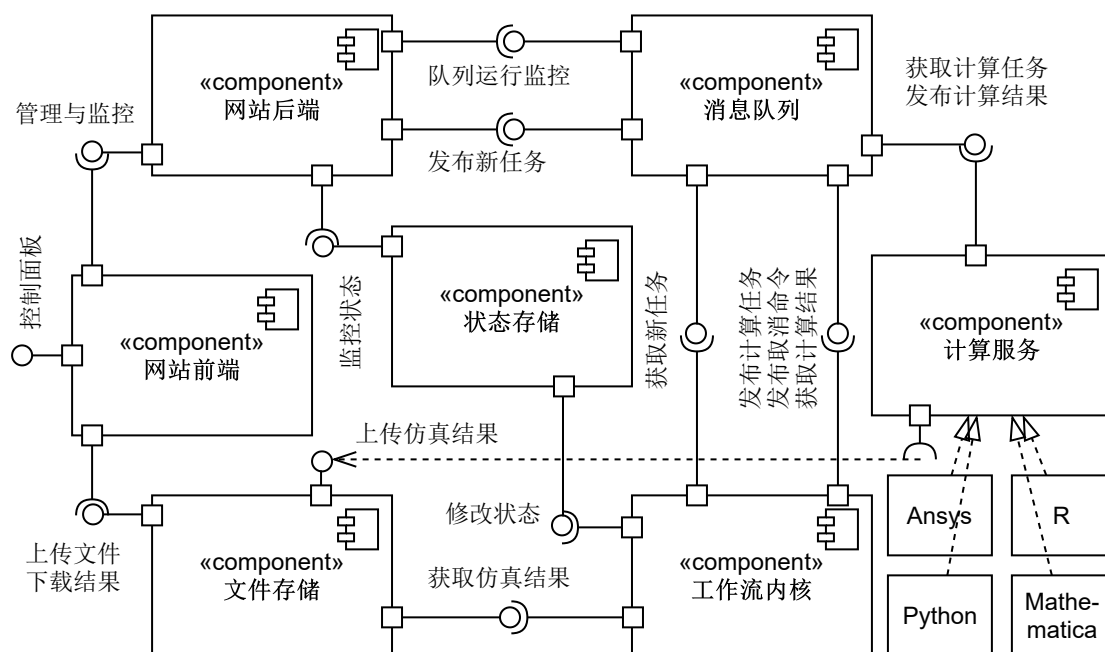 «component»
网站后端
队列运行监控
发布新任务
«component»
消息队列
获取计算任务
发布计算结果
管理与监控
控制面板
«component»
网站前端
监控状态
«component»
状态存储
获取新任务
发布计算任务
发布取消命令
获取计算结果
«component»
计算服务
上传仿真结果
上传文件
下载结果
«component»
文件存储
修改状态
获取仿真结果
«component»
工作流内核
Ansys
R
Python
Mathe-
matica